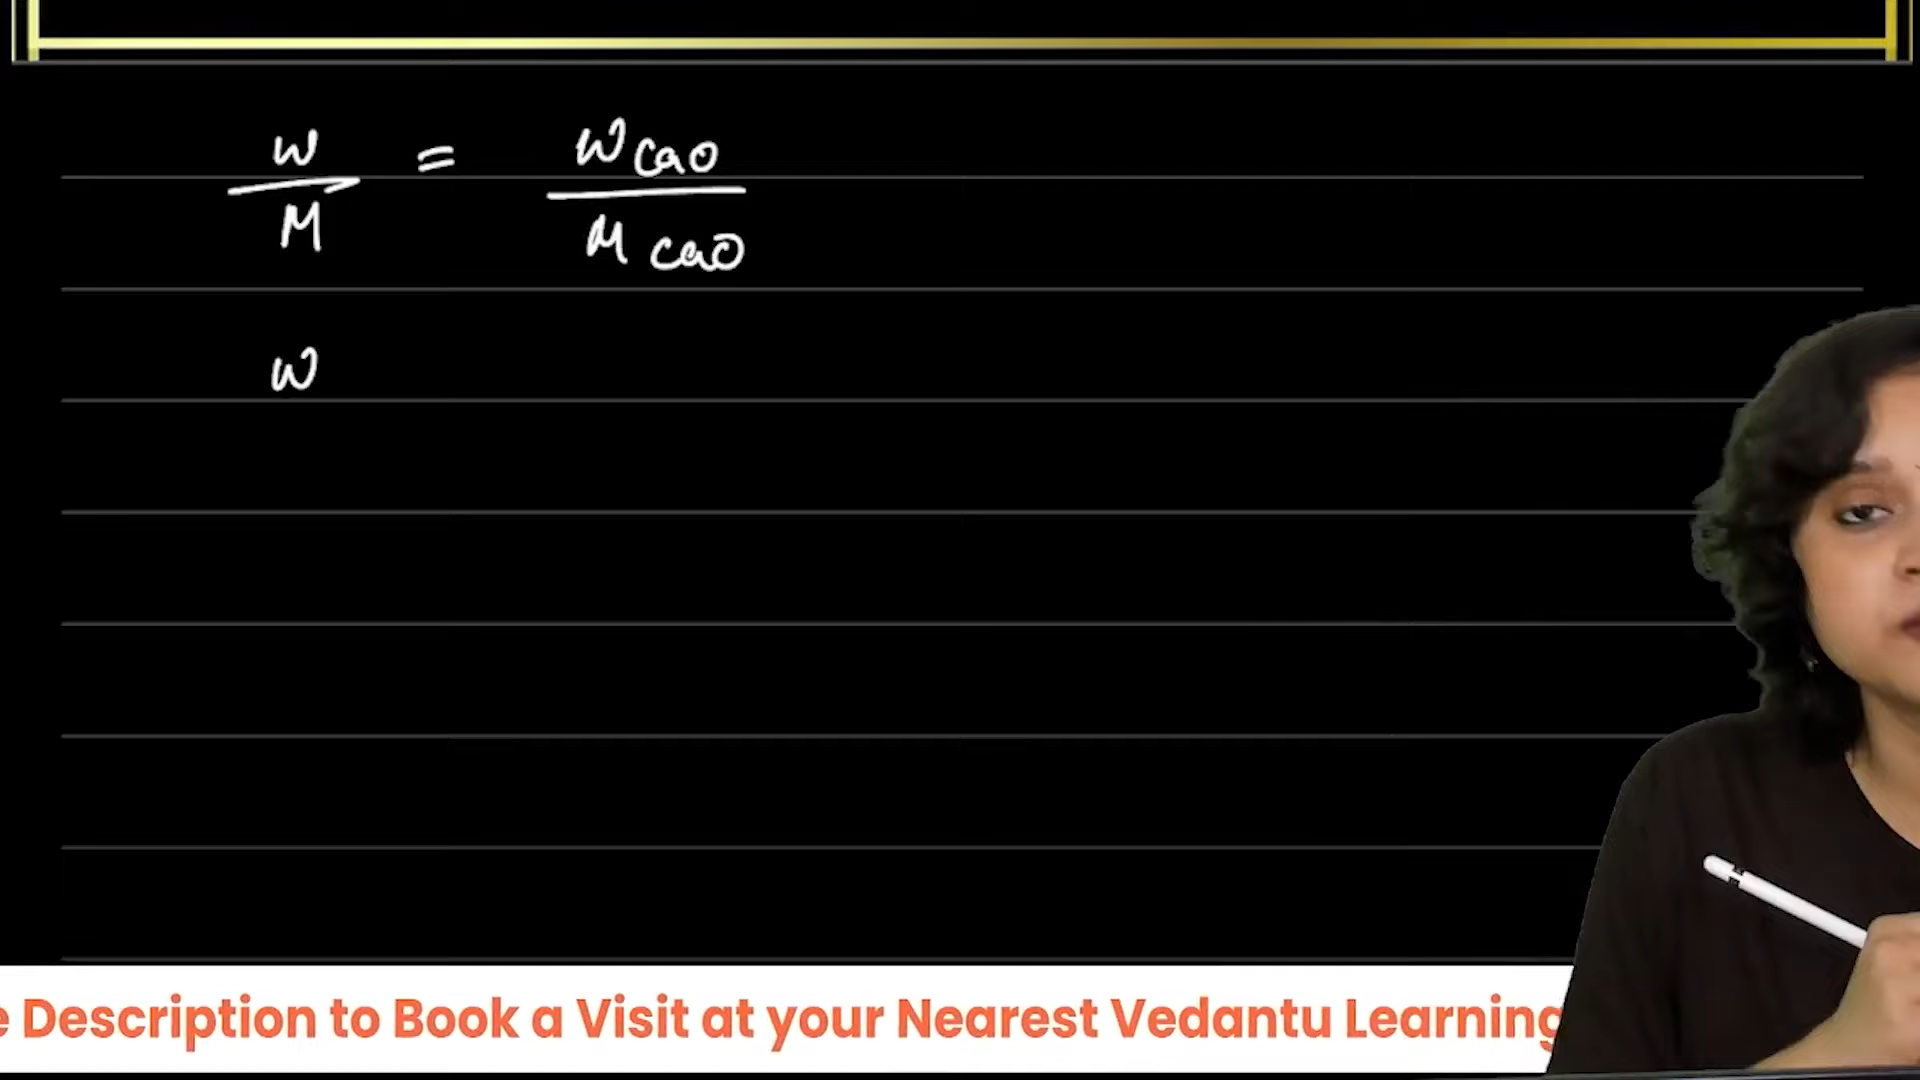 w = wCaO
M MCaO
w
e Description to Book a Visit at your Nearest Vedantu Learning